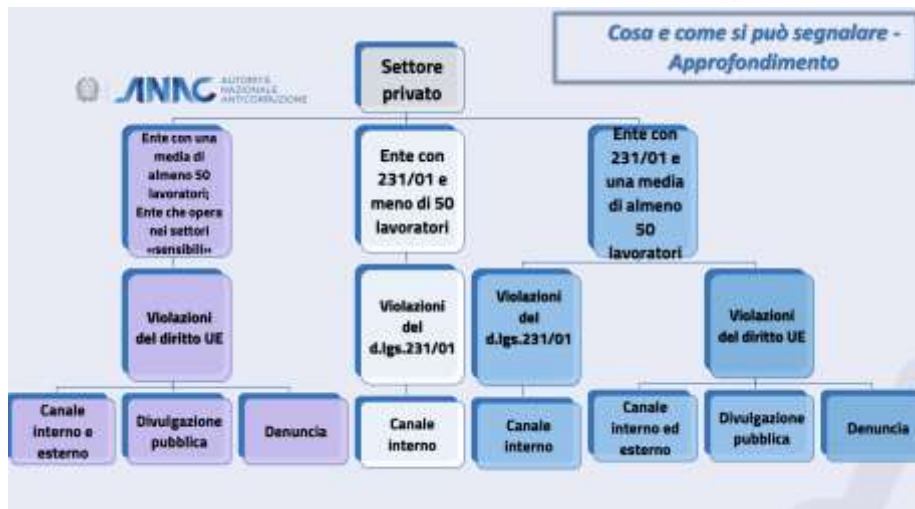 Cosa e come si può segnalare -
Approfondimento
ANAC
AUTORITÀ
NAZIONALE
ANTICORRUZIONE
Settore
privato
Ente con una
media di
almeno 50
lavoratori;
Ente che opera
nei settori
«sensibili»
Ente con
231/01 e
meno di 50
lavoratori
Ente con
231/01 e
una media
di almeno
50
lavoratori
Violazioni
del diritto UE
Violazioni
del
d.lgs.231/01
Violazioni
del
d.lgs.231/01
Violazioni
del diritto UE
Canale
interno e
esterno
Divulgazione
pubblica
Denuncia
Canale
interno
Canale
interno
Canale
interno ed
esterno
Divulgazione
pubblica
Denuncia